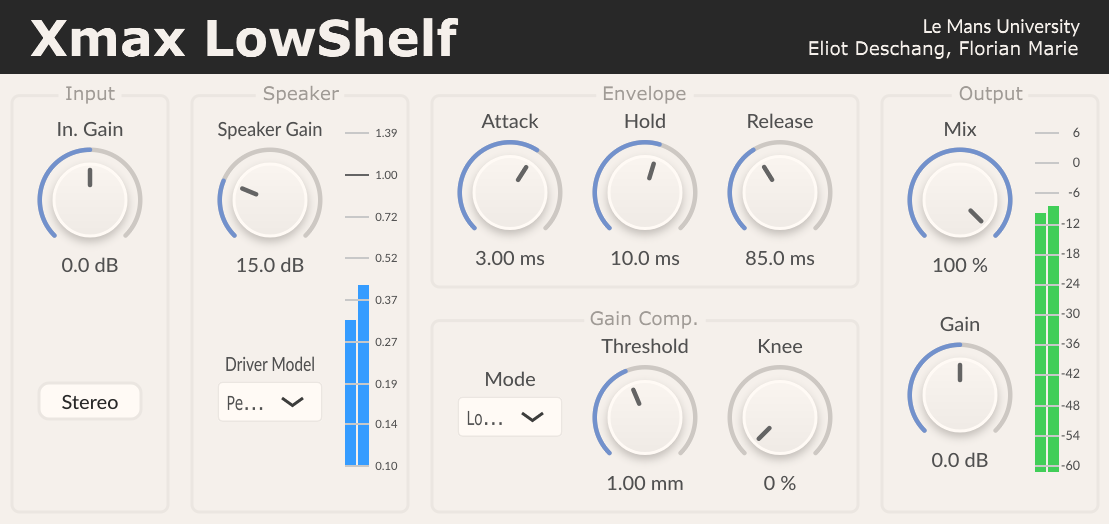 Xmax LowShelf
Le Mans University
Eliot Deschang, Florian Marie
Input
In. Gain
0.0 dB
Stereo
Speaker
Speaker Gain
15.0 dB
Driver Model
Pe...
1.39
1.00
0.72
0.52
0.37
0.27
0.19
0.14
0.10
Envelope
Attack
3.00 ms
Hold
10.0 ms
Release
85.0 ms
Gain Comp.
Mode
Lo...
Threshold
1.00 mm
Knee
0 %
Output
Mix
100 %
Gain
0.0 dB
6
0
-6
-12
-18
-24
-30
-36
-42
-48
-54
-60